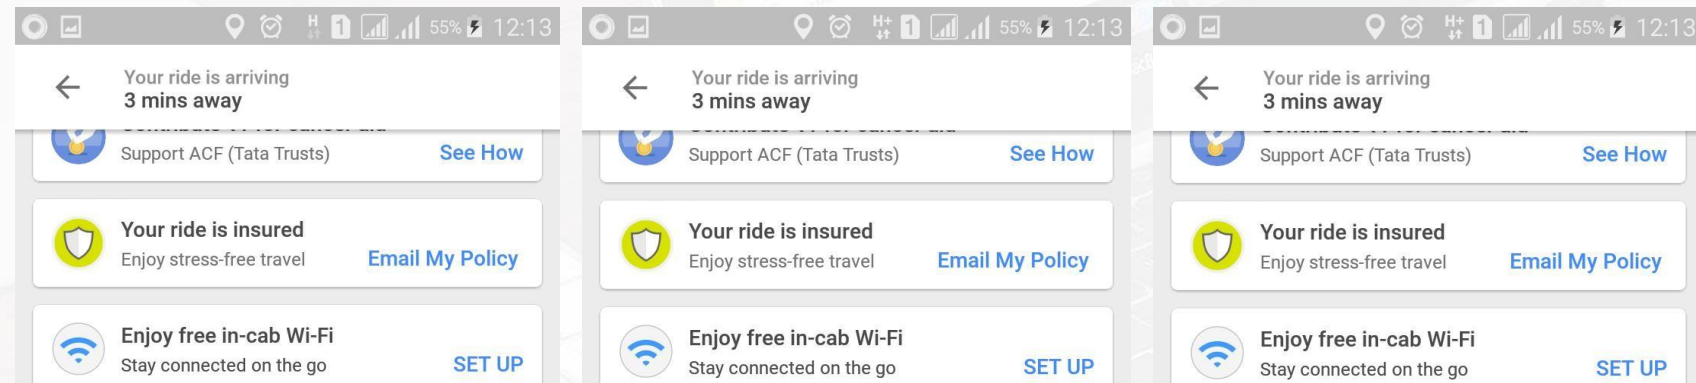 H 1 55% 12:13
Your ride is arriving
3 mins away
Support ACF (Tata Trusts) See How
Your ride is insured
Enjoy stress-free travel Email My Policy
Enjoy free in-cab Wi-Fi
Stay connected on the go SET UP
H+ 1 55% 12:13
Your ride is arriving
3 mins away
Support ACF (Tata Trusts) See How
Your ride is insured
Enjoy stress-free travel Email My Policy
Enjoy free in-cab Wi-Fi
Stay connected on the go SET UP
H+ 1 55% 12:13
Your ride is arriving
3 mins away
Support ACF (Tata Trusts) See How
Your ride is insured
Enjoy stress-free travel Email My Policy
Enjoy free in-cab Wi-Fi
Stay connected on the go SET UP